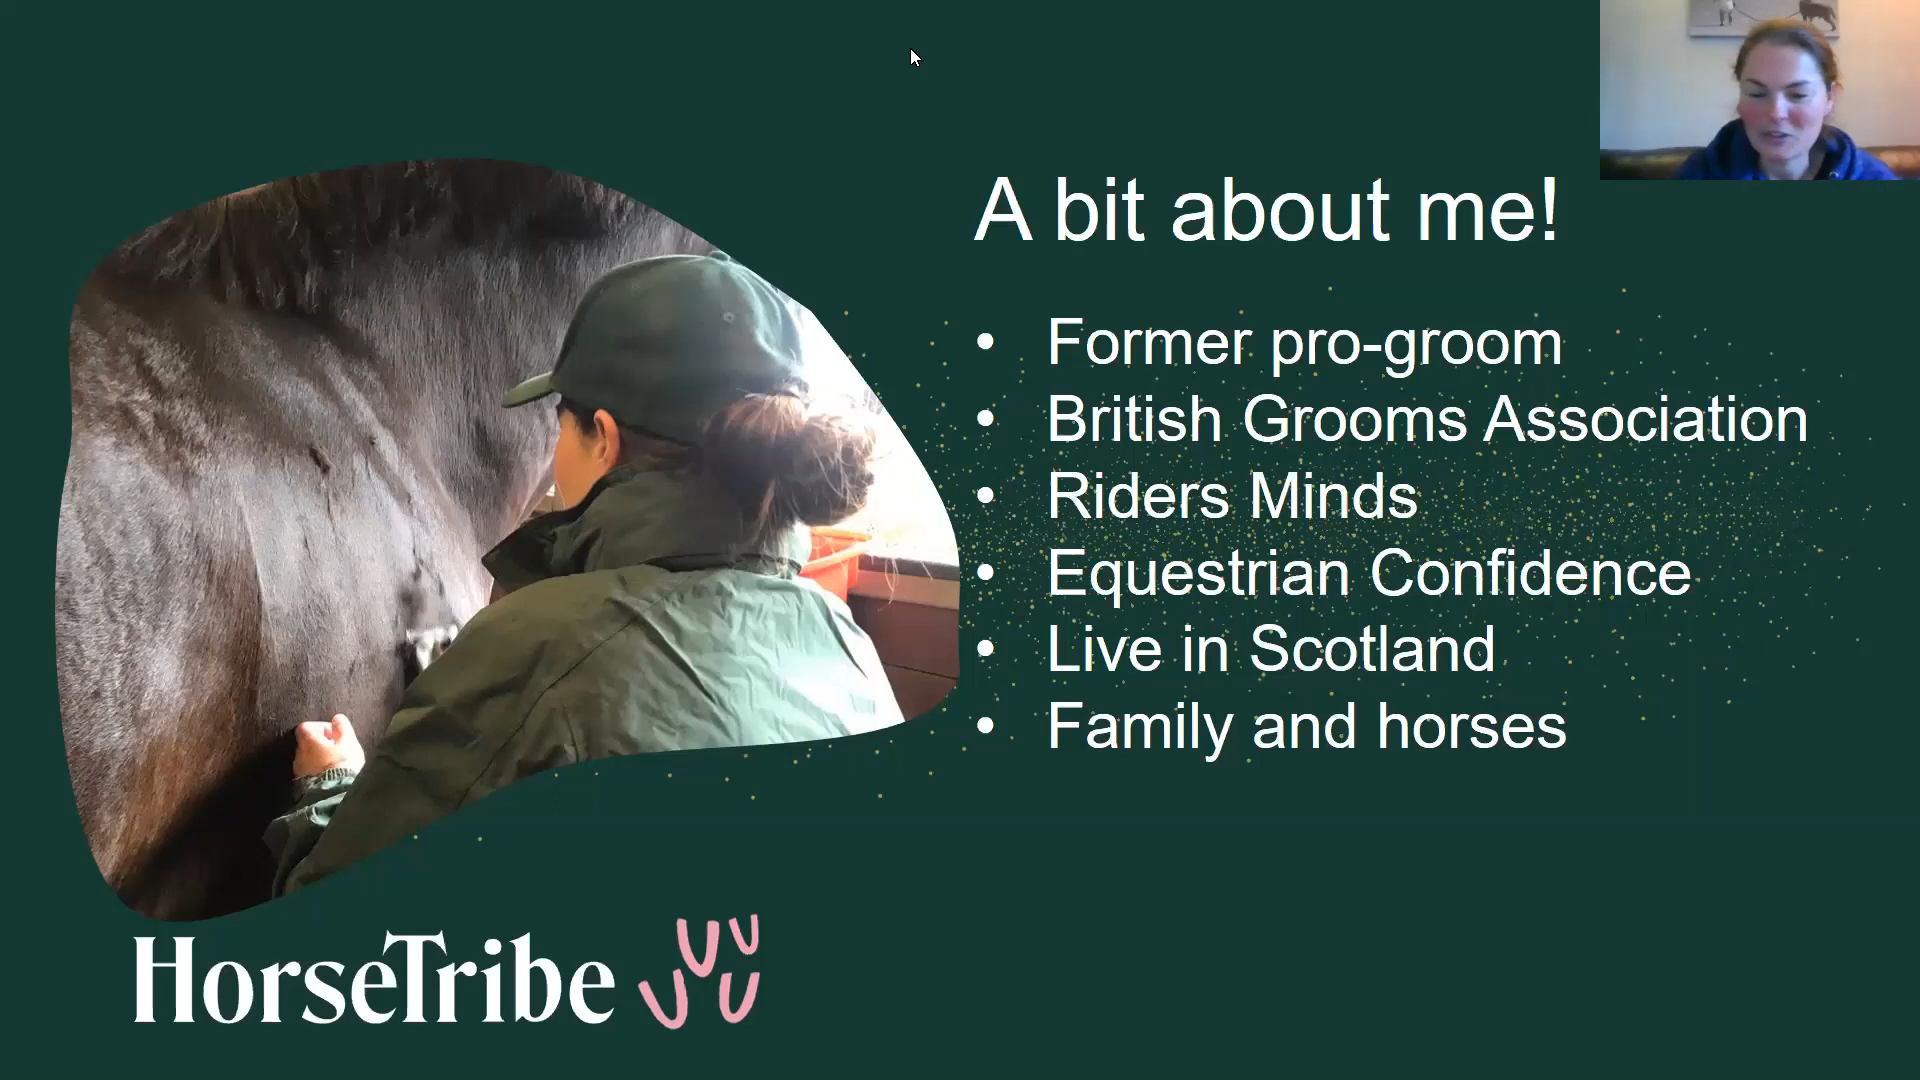 A bit about me!
• Former pro-groom
• British Grooms Association
• Riders Minds
• Equestrian Confidence
• Live in Scotland
• Family and horses
HorseTribe